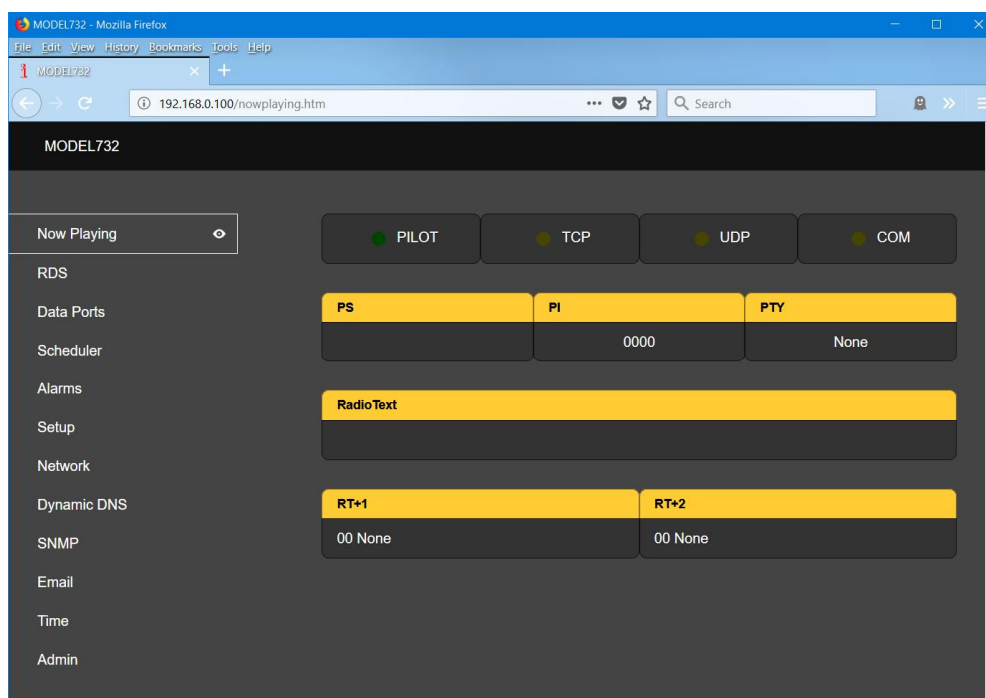 MODEL732 - Mozilla Firefox
File Edit View History Bookmarks Tools Help
MODEL732
192.168.0.100/nowplaying.htm
Search
MODEL732
Now Playing
RDS
Data Ports
Scheduler
Alarms
Setup
Network
Dynamic DNS
SNMP
Email
Time
Admin
PILOT TCP UDP COM
PS PI PTY
0000 None
RadioText
RT+1 RT+2
00 None 00 None